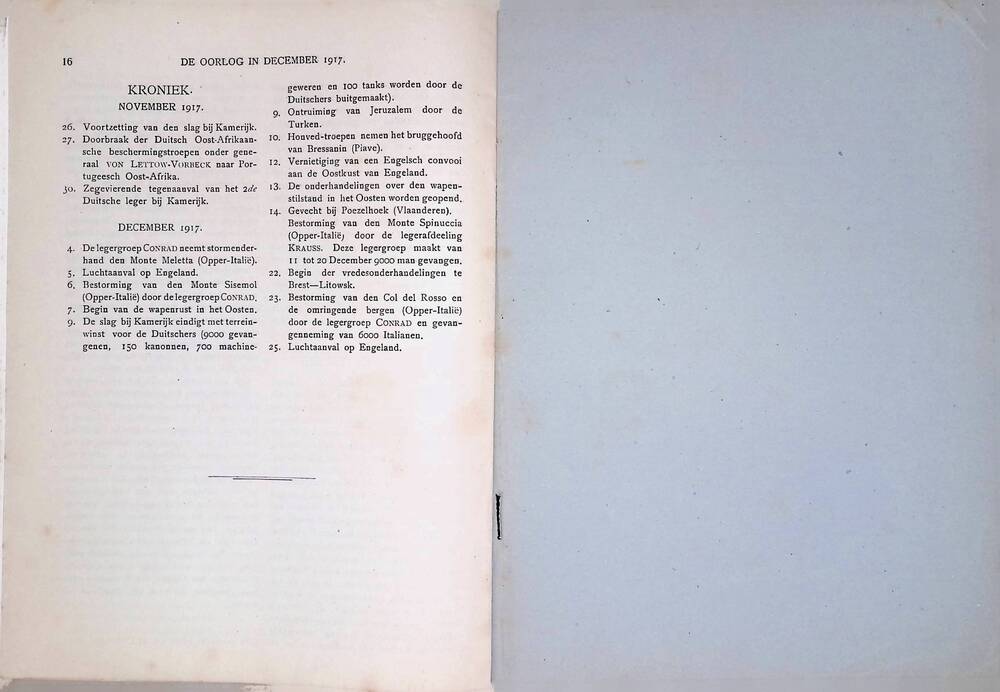 16
DE OORLOG IN DECEMBER 1917.
KRONIEK.
NOVEMBER 1917.
26. Voortzetting van den slag bij Kamerijk.
27. Doorbraak der Duitsch Oost-Afrikaan-
sche beschermingstroepen onder gene-
raal VON LETTOW-VORBECK naar Por-
tugeesch Oost-Afrika.
30. Zegevierende tegenaanval van het 2de
Duitsche leger bij Kamerijk.
DECEMBER 1917.
4. De legergroep CONRAD neemt stormender-
hand den Monte Meletta (Opper-Italië).
5. Luchtaanval op Engeland.
6. Bestorming van den Monte Sisemol
(Opper-Italië) door de legergroep CONRAD.
7. Begin van de wapenrust in het Oosten.
9. De slag bij Kamerijk eindigt met terrein-
winst voor de Duitschers (9000 gevan-
genen, 150 kanonnen, 700 machine-
geweren en 100 tanks worden door de
Duitschers buitgemaakt).
9. Ontruiming van Jeruzalem door de
Turken.
10. Honved-troepen nemen het bruggehoofd
van Bressanin (Piave).
12. Vernietiging van een Engelsch convooi
aan de Oostkust van Engeland.
13. De onderhandelingen over den wapen-
stilstand in het Oosten worden geopend.
14. Gevecht bij Poezelhoek (Vlaanderen).
Bestorming van den Monte Spinuccia
(Opper-Italië) door de legerafdeeling
KRAUSS. Deze legergroep maakt van
11 tot 20 December 9000 man gevangen.
22. Begin der vredesonderhandelingen te
Brest—Litowsk.
23. Bestorming van den Col del Rosso en
de omringende bergen (Opper-Italië)
door de legergroep CONRAD en gevan-
genneming van 6000 Italianen.
25. Luchtaanval op Engeland.